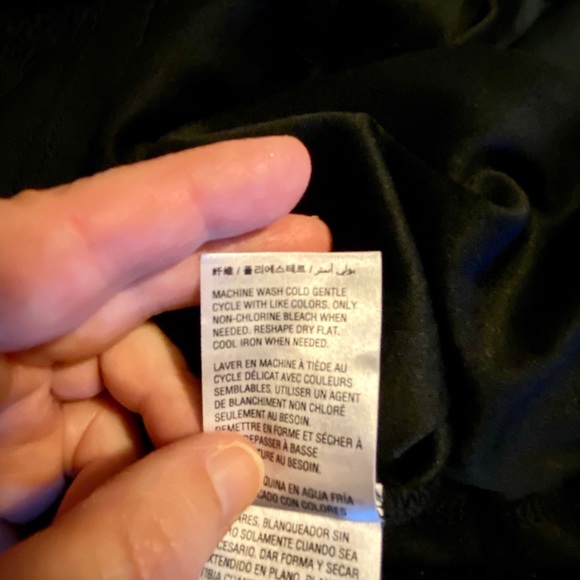 纤维 / 폴리에스테르 / بولي أستر
MACHINE WASH COLD GENTLE
CYCLE WITH LIKE COLORS. ONLY
NON-CHLORINE BLEACH WHEN
NEEDED. RESHAPE DRY FLAT.
COOL IRON WHEN NEEDED.
LAVER EN MACHINE À TIÈDE AU
CYCLE DÉLICAT AVEC COULEURS
SEMBLABLES. UTILISER UN AGENT
DE BLANCHIMENT NON CHLORÉ
SEULEMENT AU BESOIN.
REMETTRE EN FORME ET SÉCHER À
REPASSER À BASSE
AU BESOIN.
EN AGUA FRÍA
CON COLORES
BLANQUEADOR SIN
SOLAMENTE CUANDO SEA
DAR FORMA Y SECAR
EN PLANO.